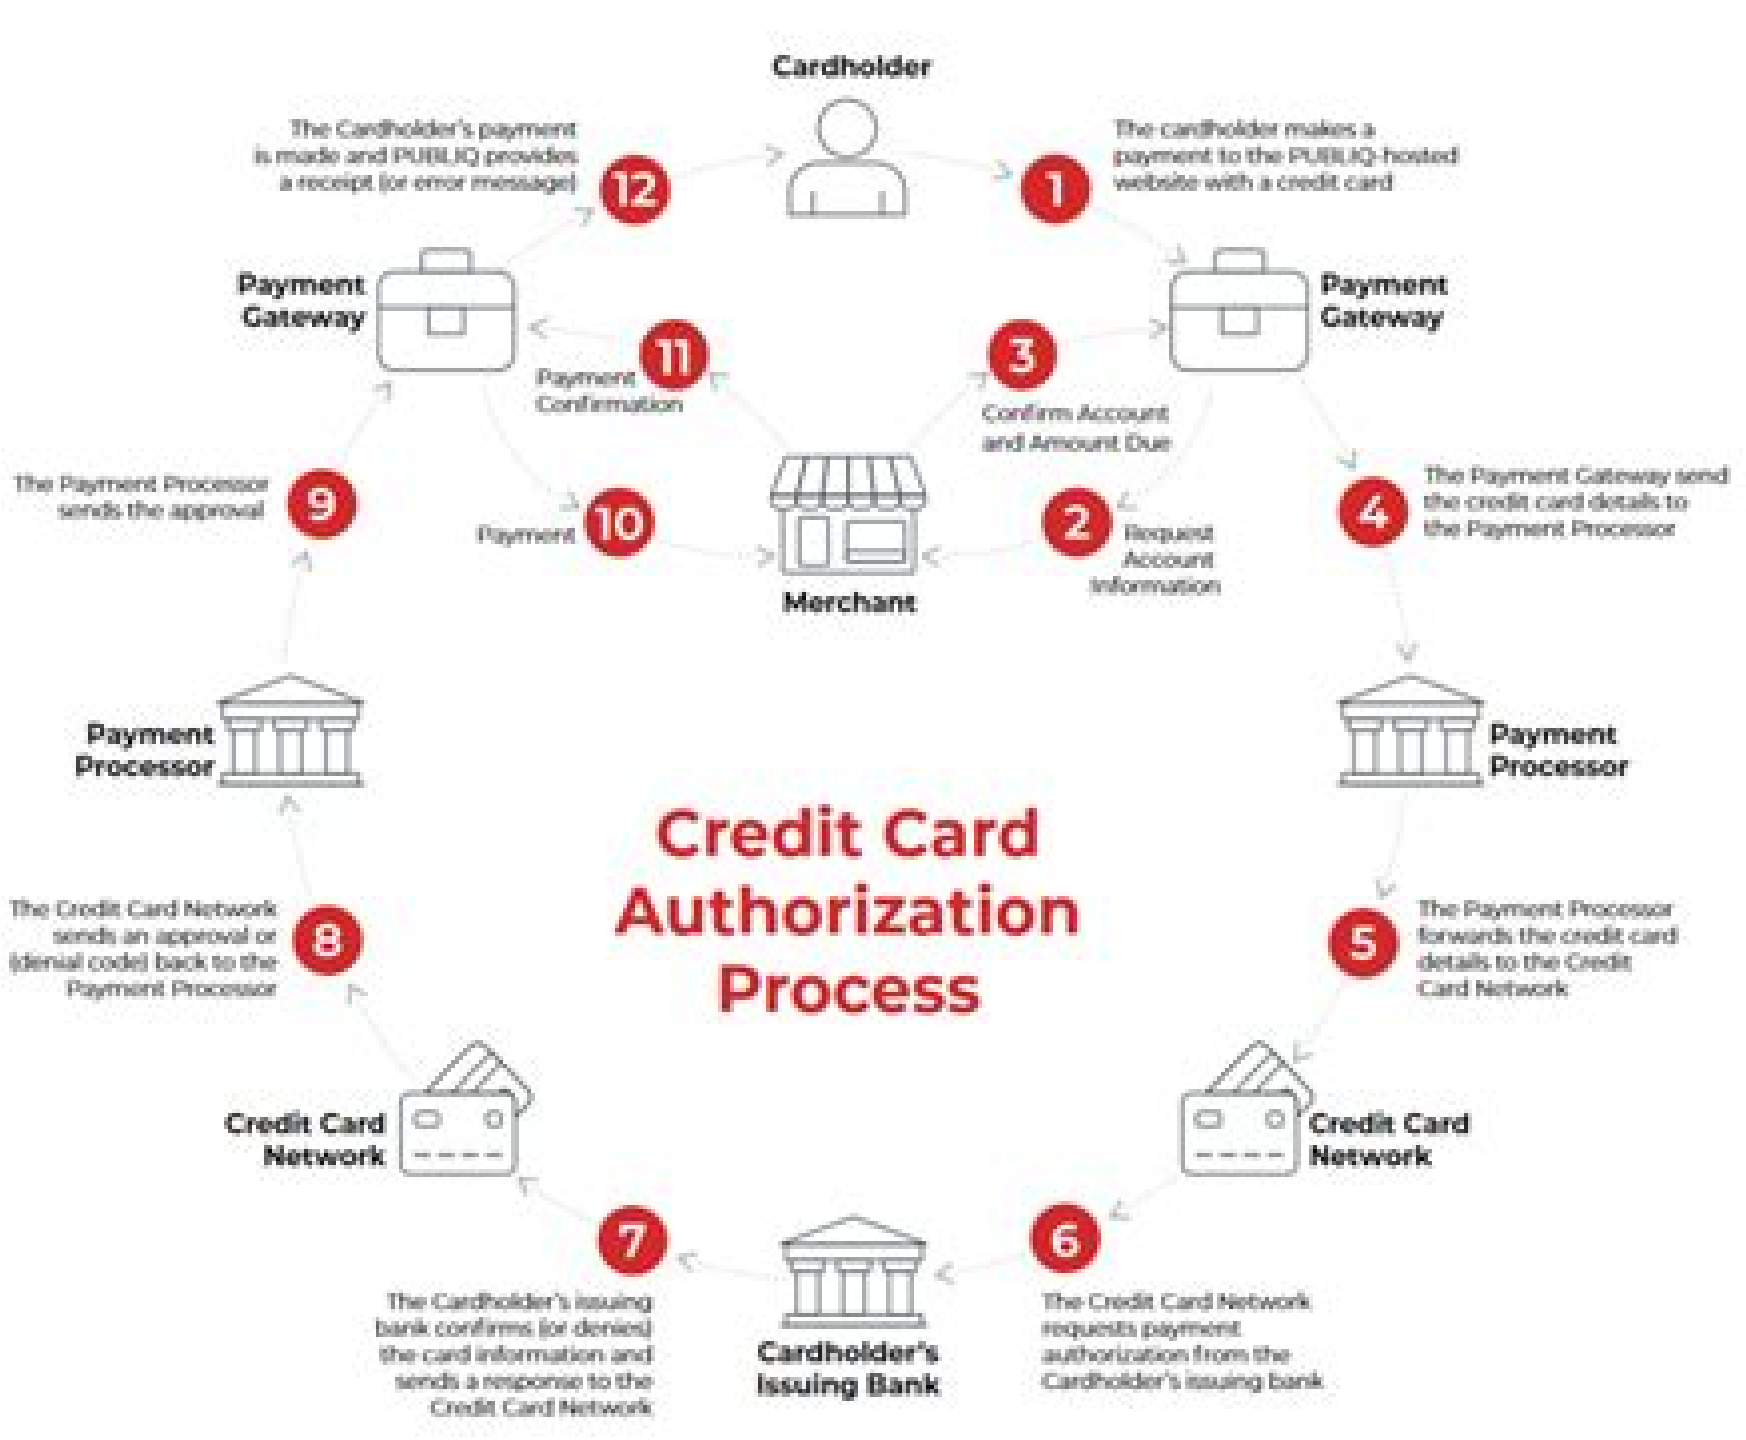 Cardholder
The cardholder makes a
payment to the PUBLIQ-hosted
website with a credit card
1
Payment
Gateway
2
Request
Account
Information
Merchant
3
Confirm Account
and Amount Due
4
The Payment Gateway send
the credit card details to
the Payment Processor
Payment
Processor
5
The Payment Processor
forwards the credit card
details to the Credit
Card Network
Credit Card
Network
6
The Credit Card Network
requests payment
authorization from the
Cardholder's issuing bank
Cardholder's
Issuing Bank
7
The Cardholder's issuing
bank confirms (or denies)
the card information and
sends a response to the
Credit Card Network
Credit Card
Network
8
The Credit Card Network
sends an approval or
(denial code) back to the
Payment Processor
Payment
Processor
9
The Payment Processor
sends the approval
Payment
Gateway
10
Payment
11
Payment
Confirmation
12
The Cardholder's payment
is made and PUBLIQ provides
a receipt (or error message)
Credit Card
Authorization
Process